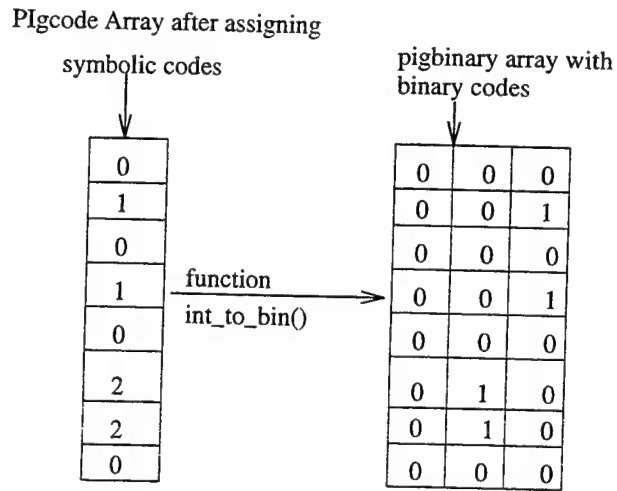 PIgcode Array after assigning
symbolic codes
pigbinary array with
binary codes
0
1
0
1
0
2
2
0
function
int_to_bin()
0 0 0
0 0 1
0 0 0
0 0 1
0 0 0
0 1 0
0 1 0
0 0 0